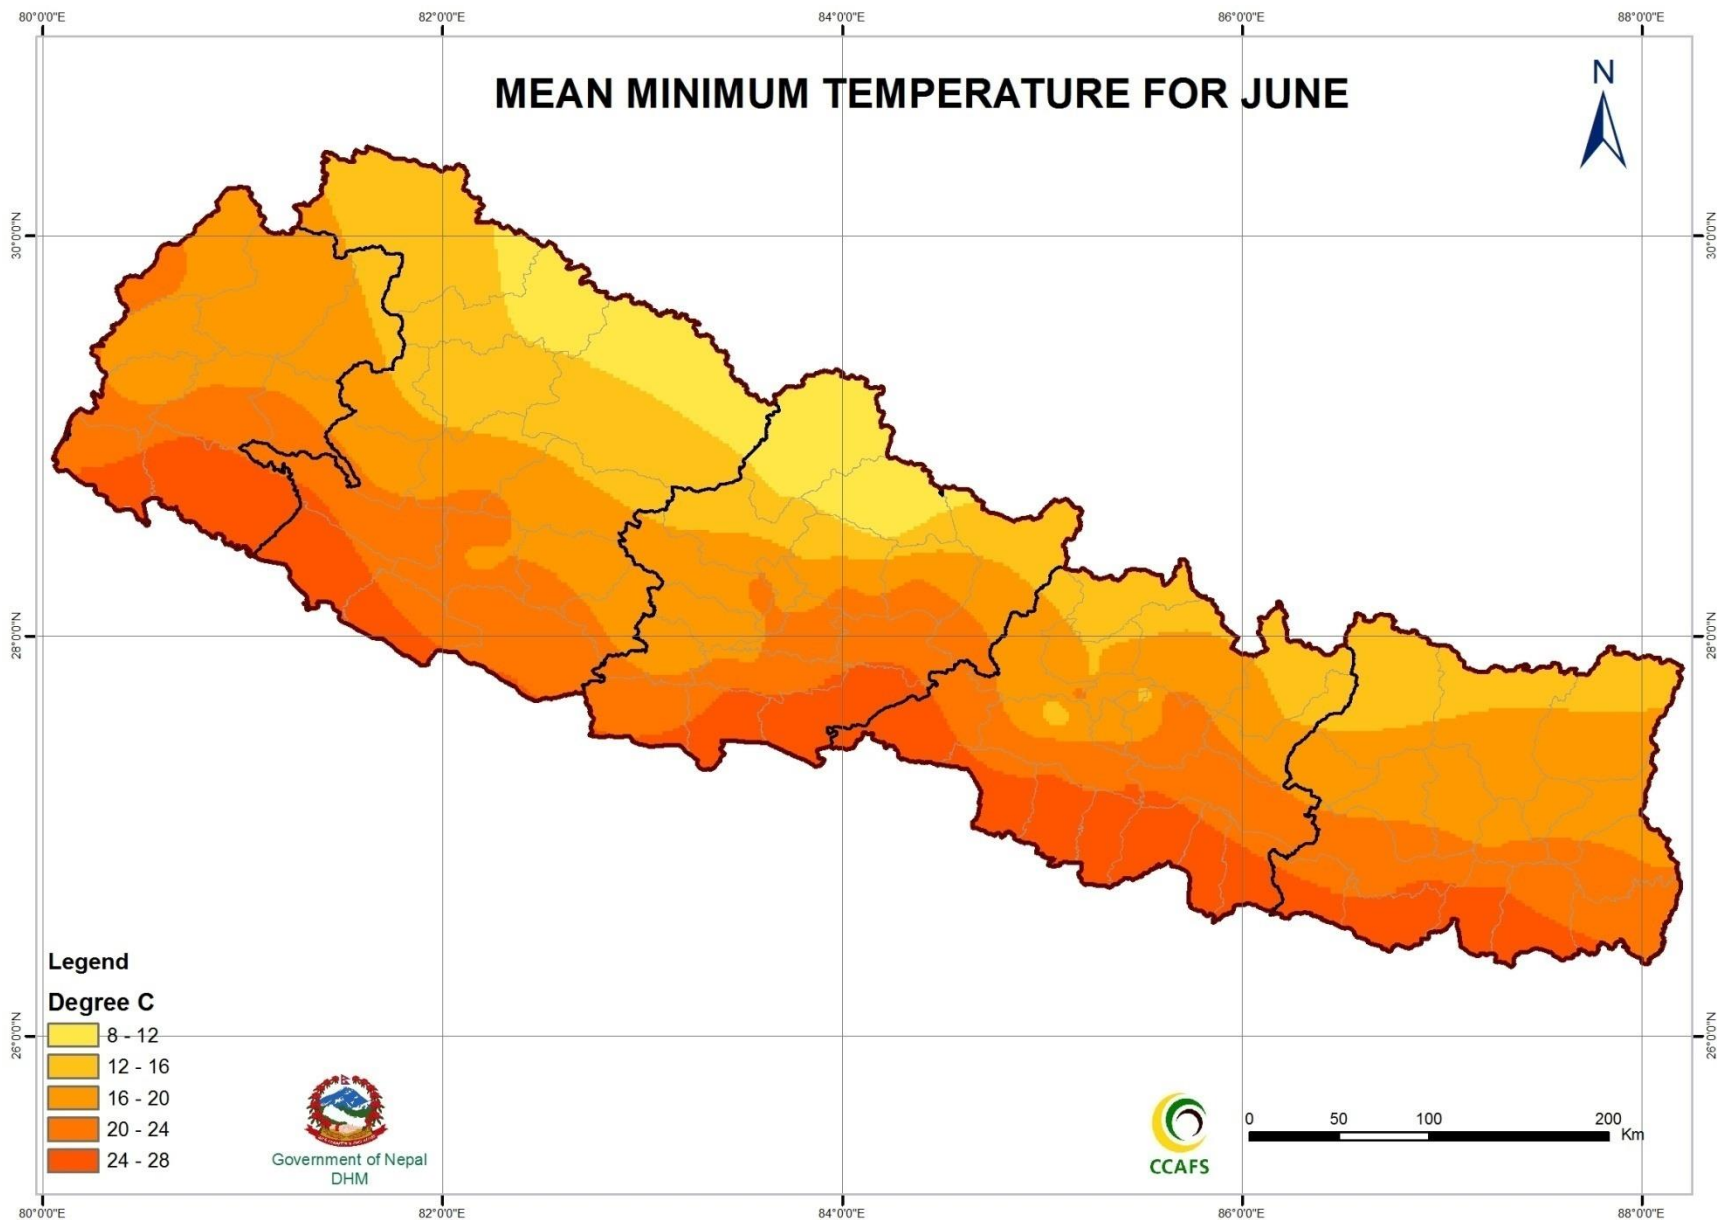 80°0'0"E 82°0'0"E 84°0'0"E 86°0'0"E 88°0'0"E
MEAN MINIMUM TEMPERATURE FOR JUNE
N
30°0'0"N 30°0'0"N
28°0'0"N 28°0'0"N
Legend
Degree C
8 - 12
12 - 16
16 - 20
20 - 24
24 - 28
26°0'0"N 26°0'0"N
Government of Nepal
DHM
CCAFS
0 50 100 200
Km
80°0'0"E 82°0'0"E 84°0'0"E 86°0'0"E 88°0'0"E